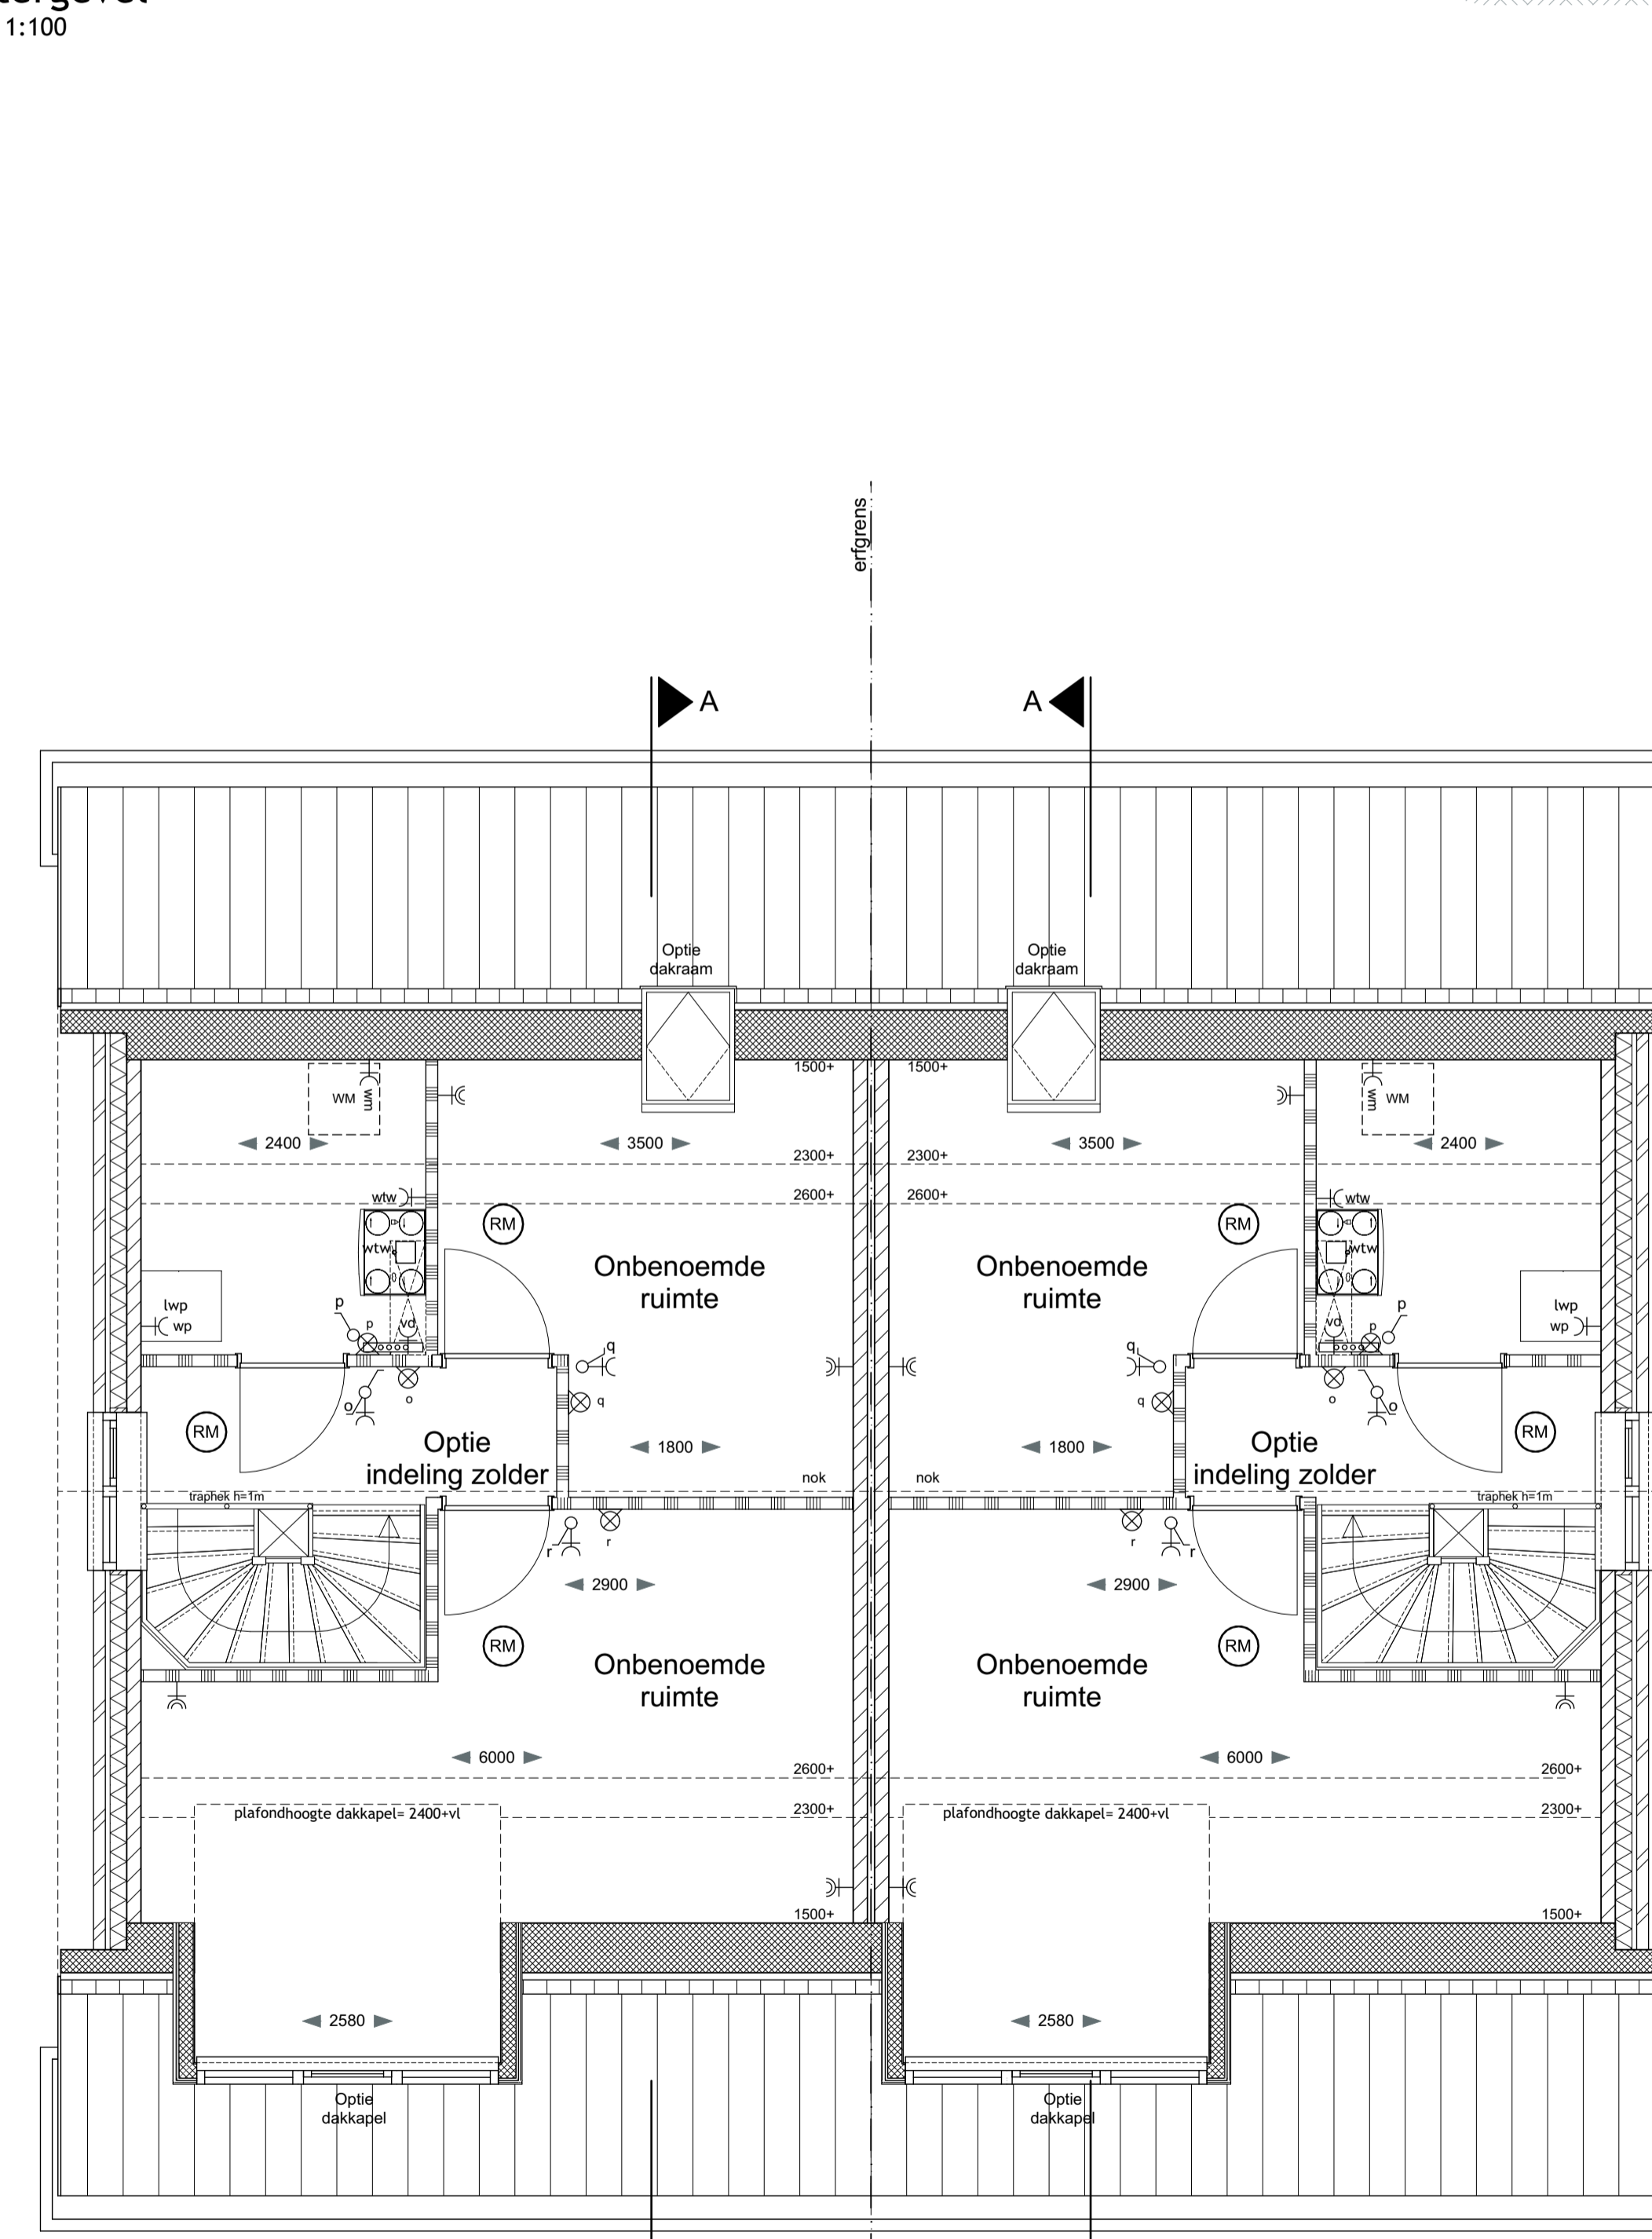 1:100
erfgrens
A A
Optie
dakraam
Optie
dakraam
1500+ 1500+
WM wm wm WM
2400 3500 3500 2400
2300+ 2300+
wtw 2600+ 2600+ wtw
RM RM
wtw wtw
Onbenoemde
ruimte
Onbenoemde
ruimte
lwp
wp
p p vd
vd p p
lwp
wp
q q
o o q q o o
RM RM
Optie
indeling zolder
1800 1800
Optie
indeling zolder
nok nok
traphek h=1m traphek h=1m
r r r r
2900 2900
RM RM
Onbenoemde
ruimte
Onbenoemde
ruimte
6000 6000
2600+ 2600+
plafondhoogte dakkapel= 2400+vl 2300+ plafondhoogte dakkapel= 2400+vl 2300+
1500+ 1500+
2580 2580
Optie
dakkapel
Optie
dakkapel